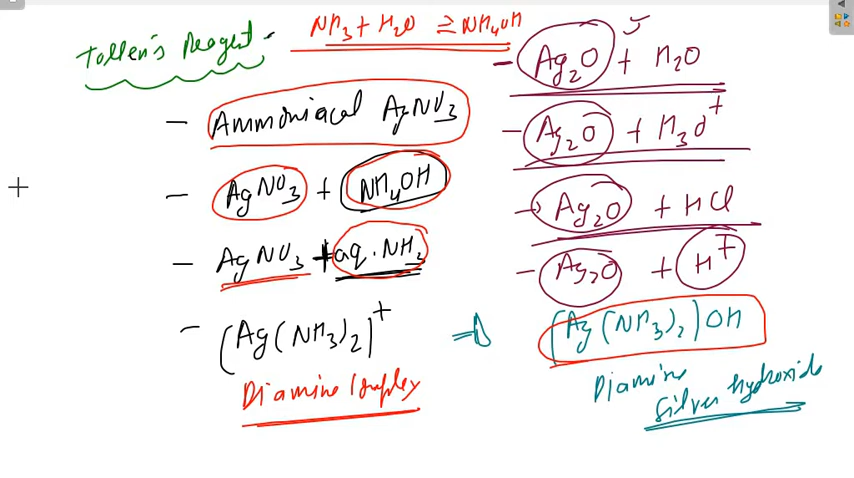 Tollen's Reagent -
NH3 + H2O ⇌ NH4OH
- Ammoniacal AgNO3
- AgNO3 + NH4OH
- AgNO3 + aq. NH3
- [Ag(NH3)2]+ ⇒ [Ag(NH3)2]OH
Diamine Complex
Diamine
Silver hydroxide
- Ag2O + H2O
- Ag2O + H3O+
- Ag2O + HCl
- Ag2O + H+